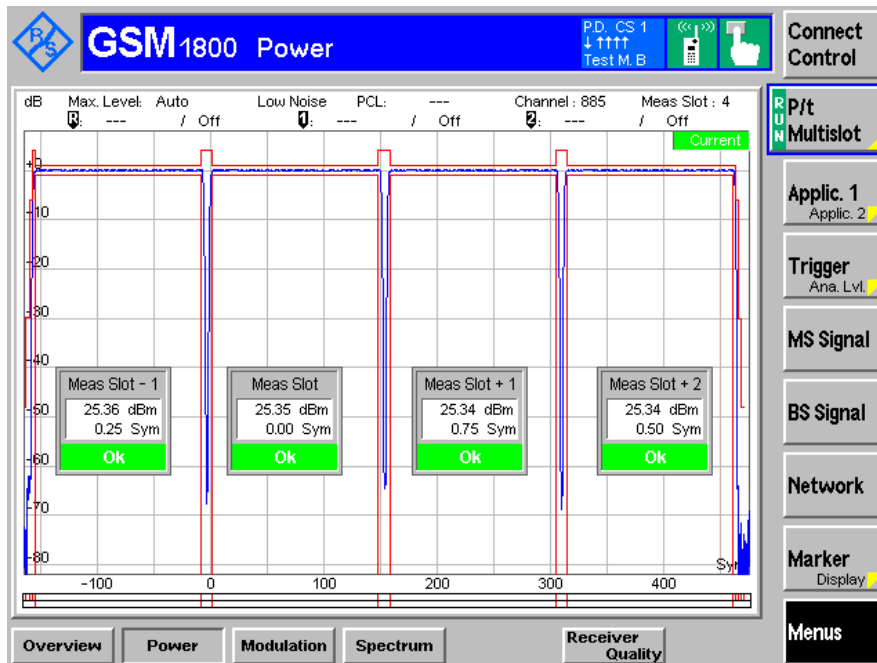 R&S
GSM 1800 Power
P.D. CS 1
↓ ↑↑↑↑
Test M. B
Connect Control
dB Max. Level: Auto Low Noise PCL: --- Channel : 885 Meas Slot : 4
R: --- / Off 1: --- / Off 2: --- / Off
Current
RUN
P/t Multislot
Applic. 1
Applic. 2
Trigger
Ana. Lvl.
MS Signal
BS Signal
Network
Marker
Display
Menus
+0
-10
-20
-30
-40
-50
-60
-70
-80
Meas Slot - 1
25.36 dBm
0.25 Sym
Ok
Meas Slot
25.35 dBm
0.00 Sym
Ok
Meas Slot + 1
25.34 dBm
0.75 Sym
Ok
Meas Slot + 2
25.34 dBm
0.50 Sym
Ok
Sym
-100 0 100 200 300 400
Overview Power Modulation Spectrum Receiver Quality